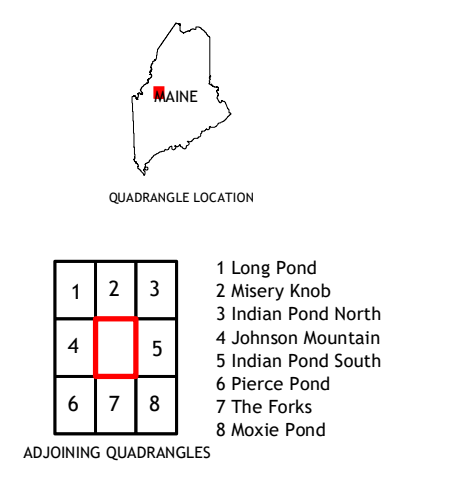 MAINE
QUADRANGLE LOCATION
1 2 3
4 5
6 7 8
1 Long Pond
2 Misery Knob
3 Indian Pond North
4 Johnson Mountain
5 Indian Pond South
6 Pierce Pond
7 The Forks
8 Moxie Pond
ADJOINING QUADRANGLES